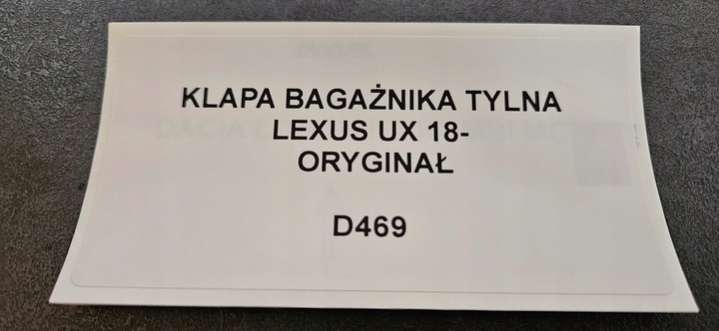 KLAPA BAGAŻNIKA TYLNA
LEXUS UX 18-
ORYGINAŁ
D469